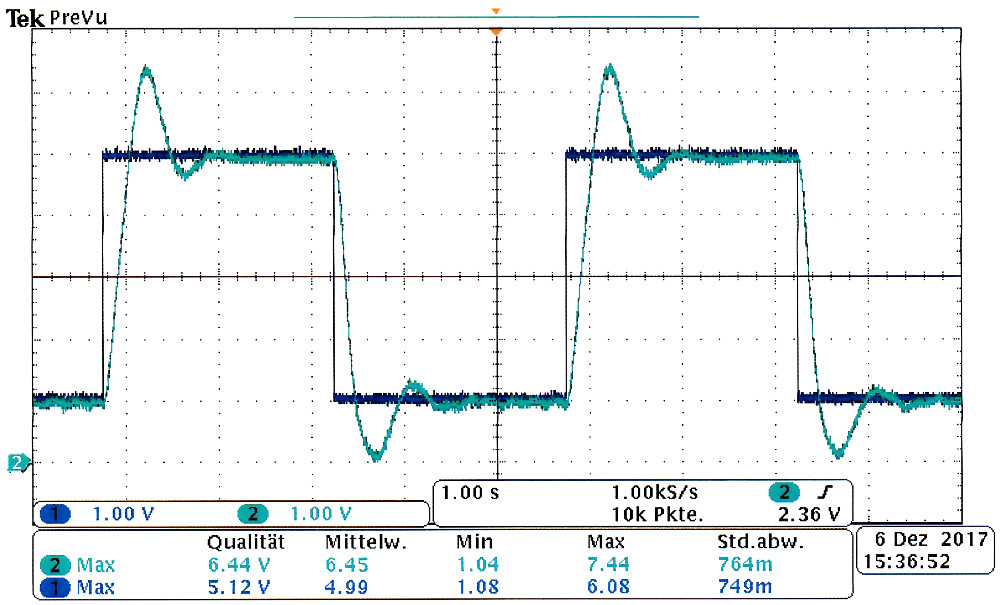 Tek PreVu
2
1 1.00 V 2 1.00 V
1.00 s 1.00kS/s 2
10k Pkte. 2.36 V
Qualität Mittelw. Min Max Std.abw.
2 Max 6.44 V 6.45 1.04 7.44 764m
1 Max 5.12 V 4.99 1.08 6.08 749m
6 Dez 2017
15:36:52